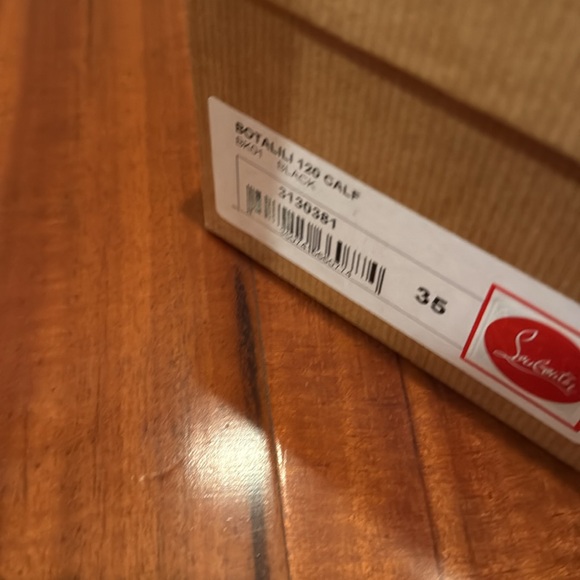 BOTALILI 120 CALF
BK01 BLACK
3130381
35
Louboutin